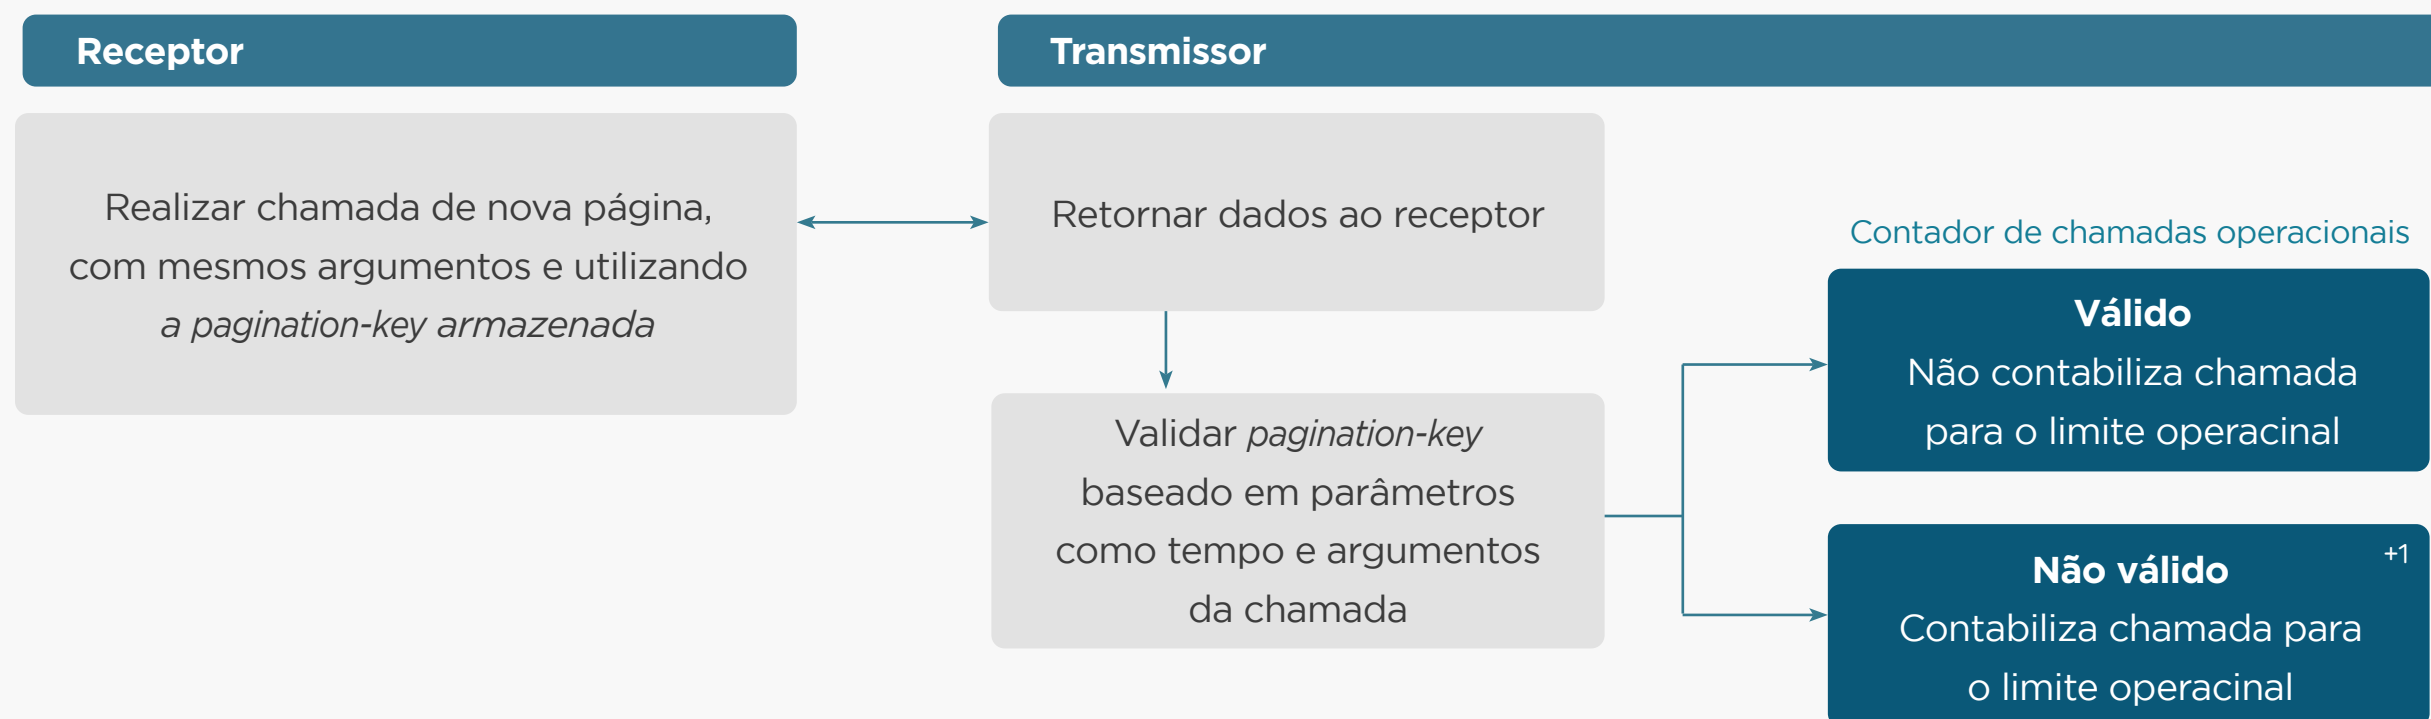 Receptor
Transmissor
Realizar chamada de nova página,
com mesmos argumentos e utilizando
a pagination-key armazenada
Retornar dados ao receptor
Validar pagination-key
baseado em parâmetros
como tempo e argumentos
da chamada
Contador de chamadas operacionais
Válido
Não contabiliza chamada
para o limite operacinal
Não válido
+1
Contabiliza chamada para
o limite operacinal